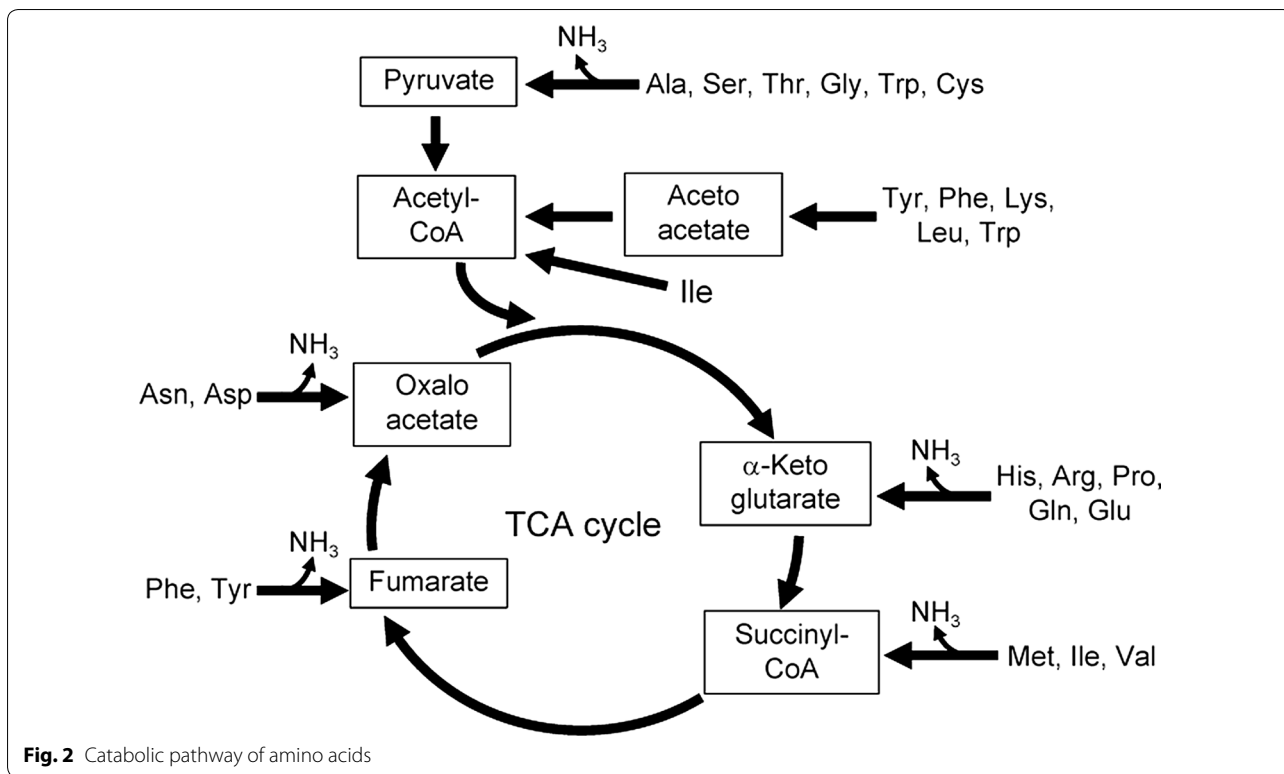 NH3
Pyruvate
Ala, Ser, Thr, Gly, Trp, Cys
Acetyl-
CoA
Aceto
acetate
Tyr, Phe, Lys,
Leu, Trp
Ile
NH3
Asn, Asp
Oxalo
acetate
α-Keto
glutarate
NH3
His, Arg, Pro,
Gln, Glu
TCA cycle
NH3
Phe, Tyr
Fumarate
Succinyl-
CoA
NH3
Met, Ile, Val
Fig. 2 Catabolic pathway of amino acids